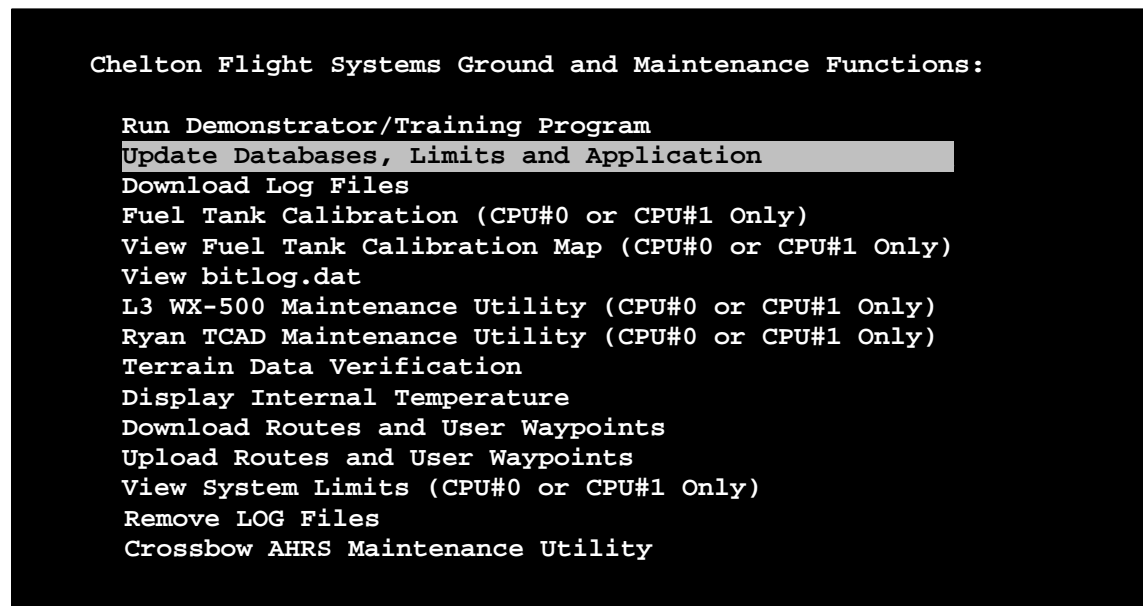 Chelton Flight Systems Ground and Maintenance Functions:
Run Demonstrator/Training Program
Update Databases, Limits and Application
Download Log Files
Fuel Tank Calibration (CPU#0 or CPU#1 Only)
View Fuel Tank Calibration Map (CPU#0 or CPU#1 Only)
View bitlog.dat
L3 WX-500 Maintenance Utility (CPU#0 or CPU#1 Only)
Ryan TCAD Maintenance Utility (CPU#0 or CPU#1 Only)
Terrain Data Verification
Display Internal Temperature
Download Routes and User Waypoints
Upload Routes and User Waypoints
View System Limits (CPU#0 or CPU#1 Only)
Remove LOG Files
Crossbow AHRS Maintenance Utility